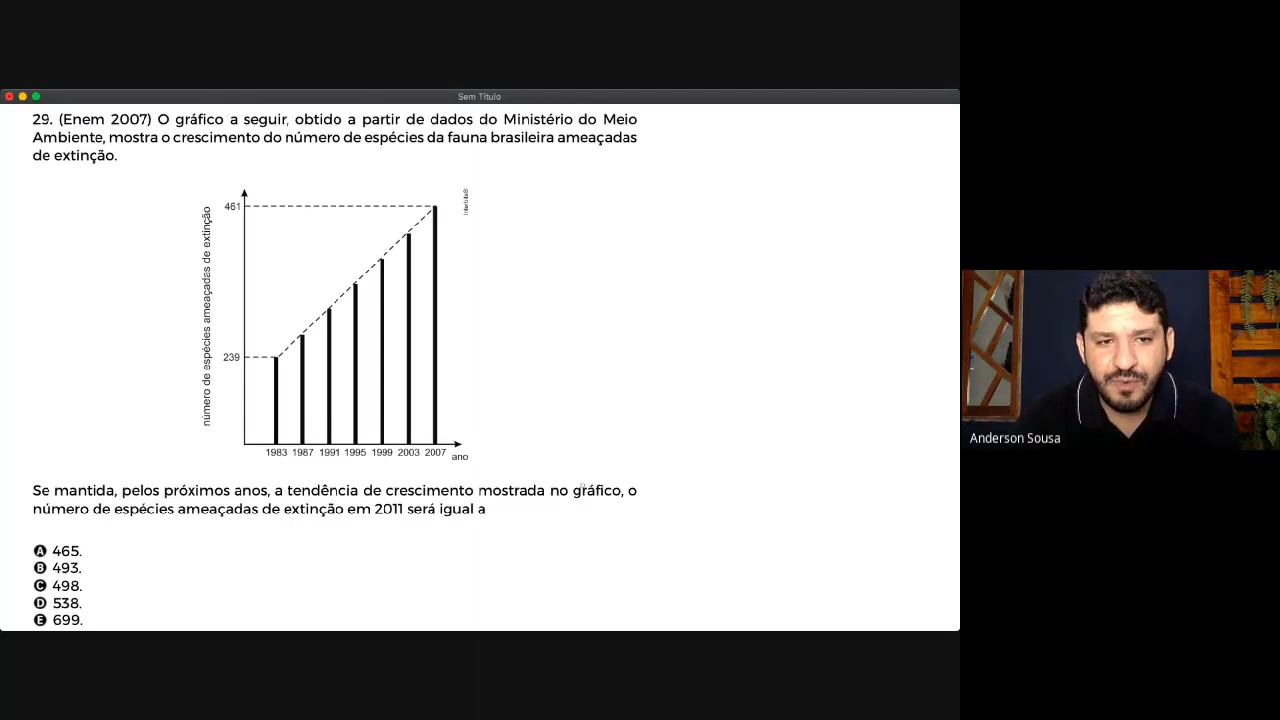 Sem Título
29. (Enem 2007) O gráfico a seguir, obtido a partir de dados do Ministério do Meio
Ambiente, mostra o crescimento do número de espécies da fauna brasileira ameaçadas
de extinção.
número de espécies ameaçadas de extinção
461
239
Interbits®
1983 1987 1991 1995 1999 2003 2007
ano
Se mantida, pelos próximos anos, a tendência de crescimento mostrada no gráfico, o
número de espécies ameaçadas de extinção em 2011 será igual a
A 465.
B 493.
C 498.
D 538.
E 699.
Anderson Sousa